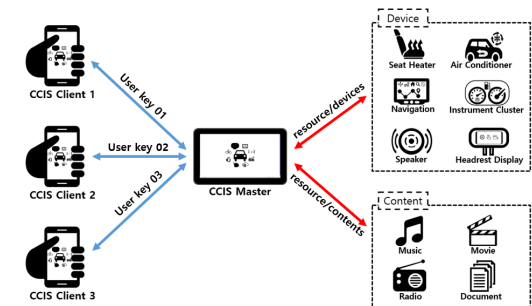 Device
Seat Heater
Air Conditioner
Navigation
Instrument Cluster
Speaker
Headrest Display
CCIS Client 1
User key 01
CCIS Client 2
User key 02
CCIS Client 3
User key 03
CCIS Master
resource/devices
resource/contents
Content
Music
Movie
Radio
Document